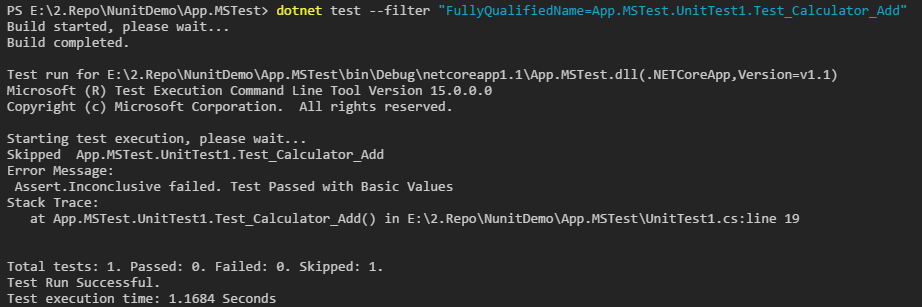 PS E:\2.Repo\NunitDemo\App.MSTest> dotnet test --filter "FullyQualifiedName=App.MSTest.UnitTest1.Test_Calculator_Add"
Build started, please wait...
Build completed.
Test run for E:\2.Repo\NunitDemo\App.MSTest\bin\Debug\netcoreapp1.1\App.MSTest.dll(.NETCoreApp,Version=v1.1)
Microsoft (R) Test Execution Command Line Tool Version 15.0.0.0
Copyright (c) Microsoft Corporation.  All rights reserved.
Starting test execution, please wait...
Skipped  App.MSTest.UnitTest1.Test_Calculator_Add
Error Message:
 Assert.Inconclusive failed. Test Passed with Basic Values
Stack Trace:
   at App.MSTest.UnitTest1.Test_Calculator_Add() in E:\2.Repo\NunitDemo\App.MSTest\UnitTest1.cs:line 19
Total tests: 1. Passed: 0. Failed: 0. Skipped: 1.
Test Run Successful.
Test execution time: 1.1684 Seconds